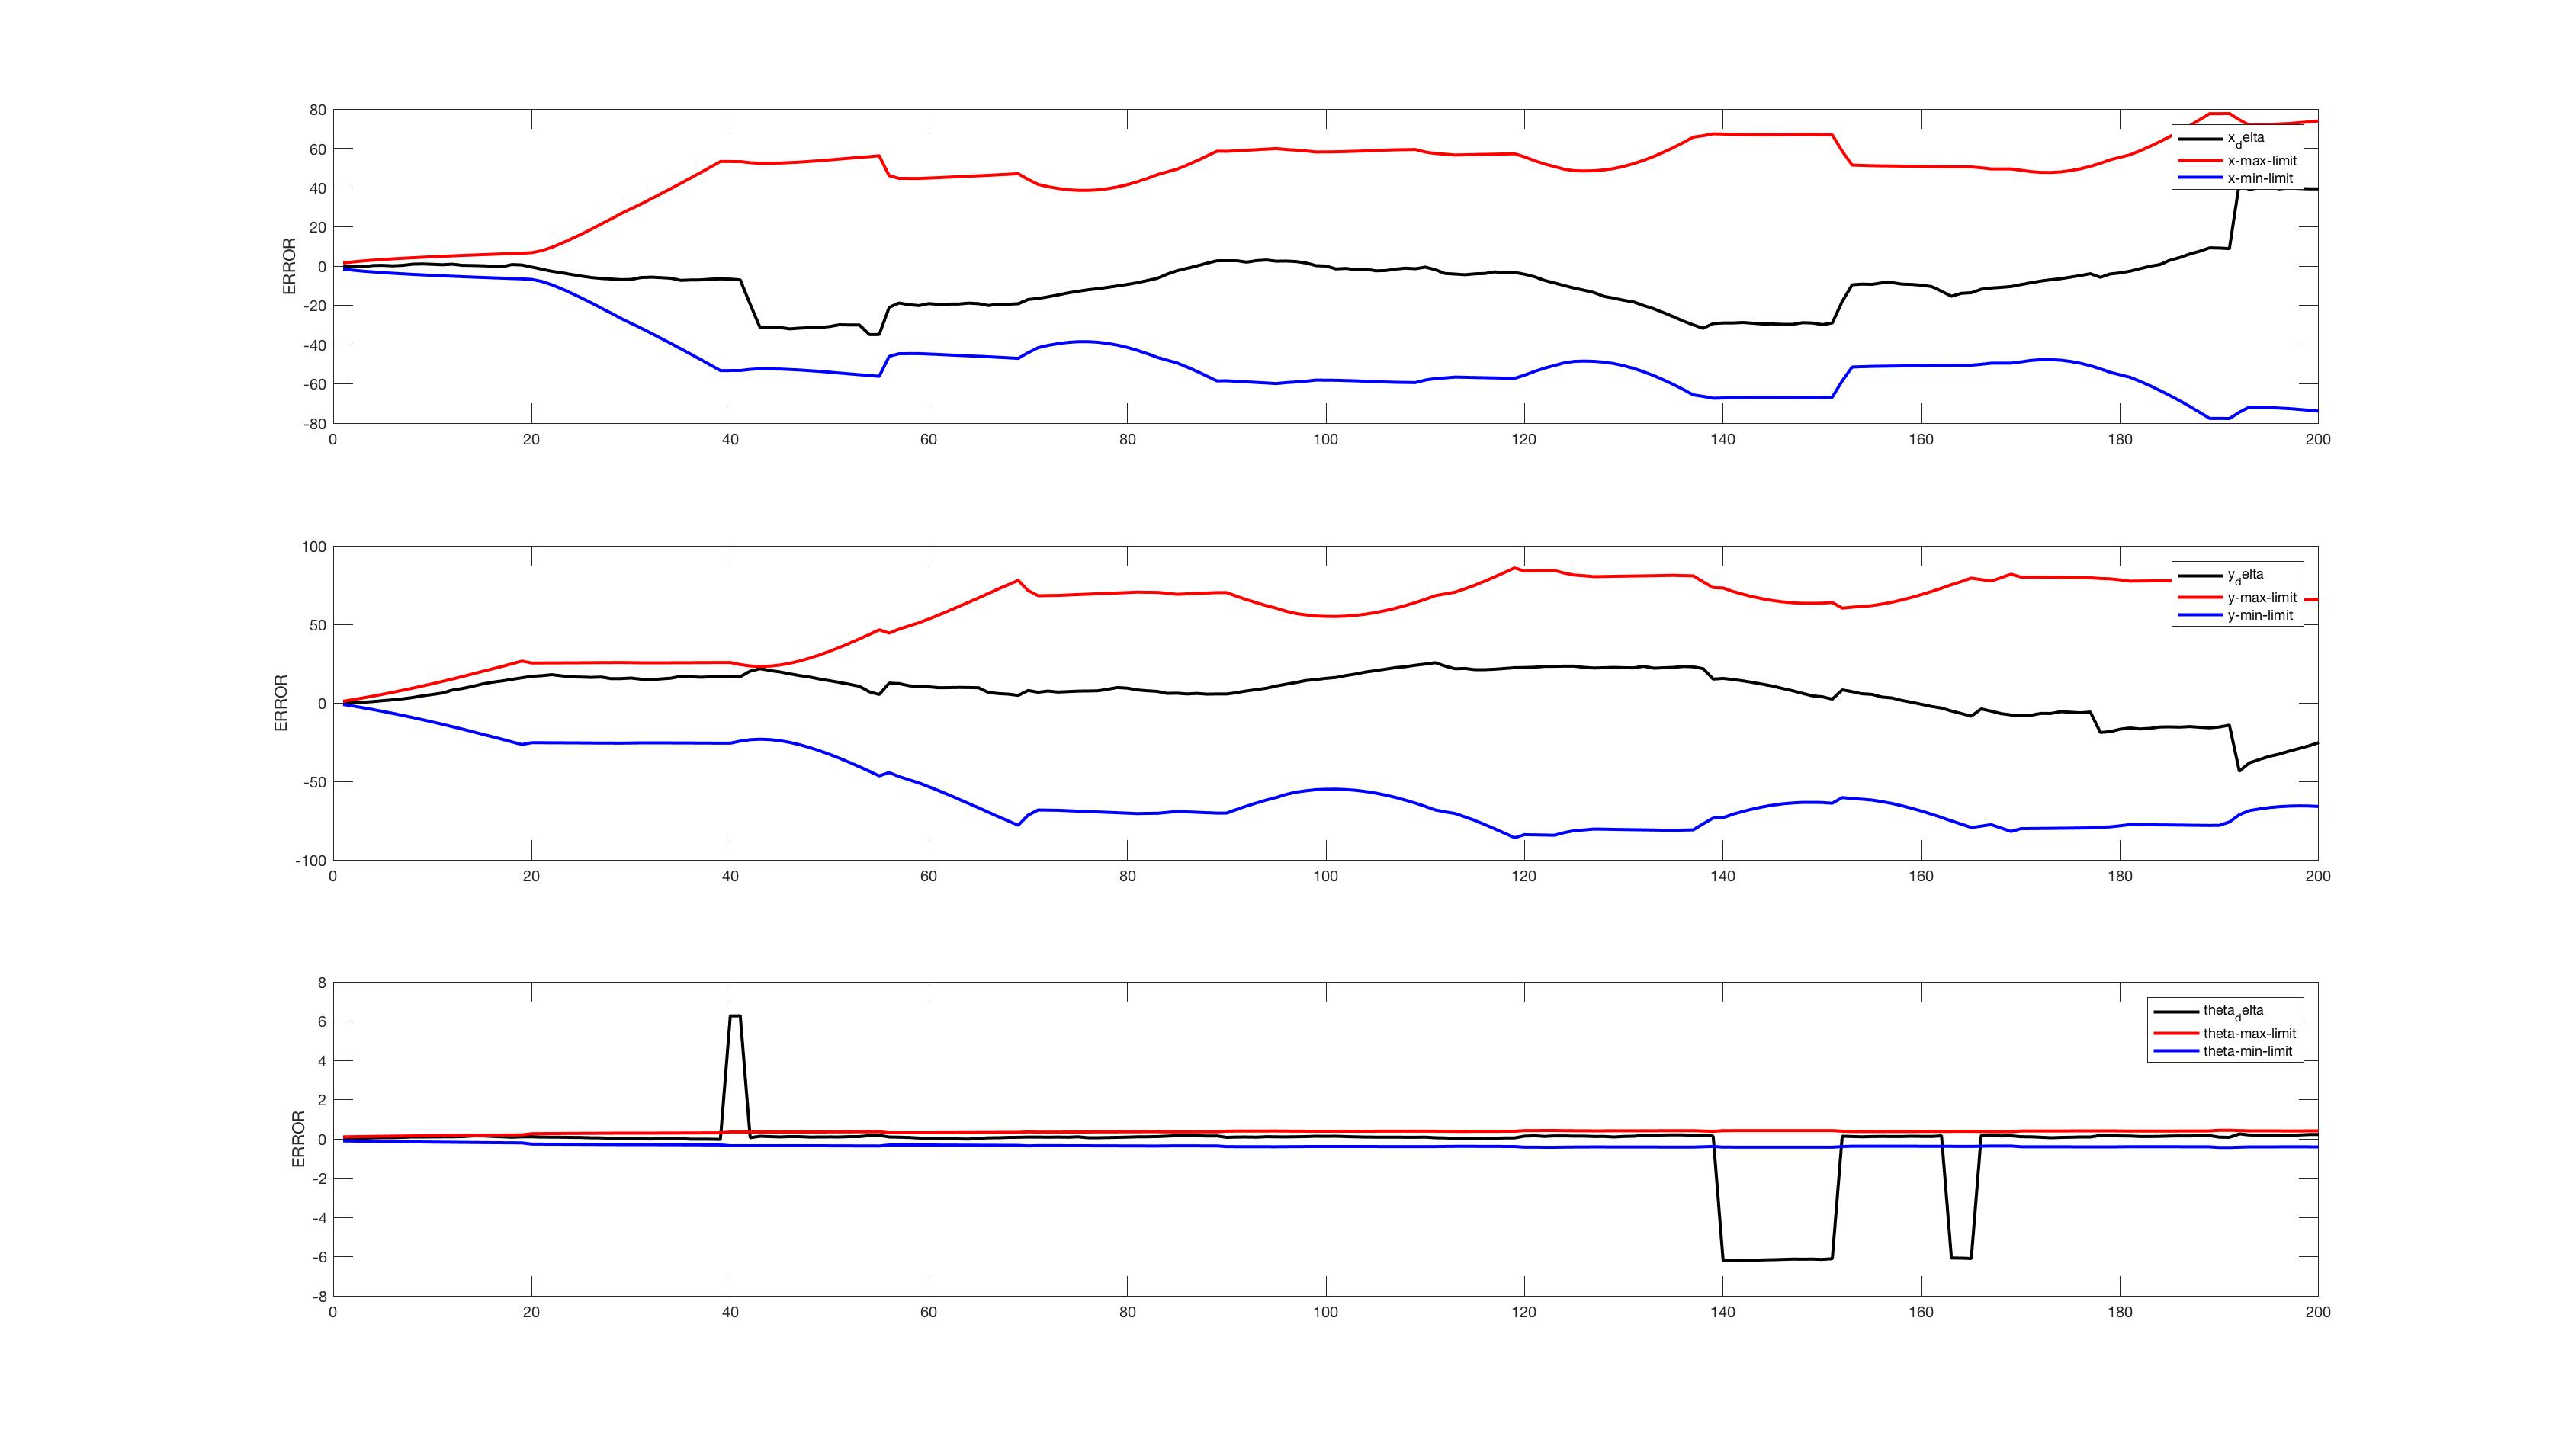 80
60
40
20
0
-20
-40
-60
-80
ERROR
x_delta
x-max-limit
x-min-limit
0 20 40 60 80 100 120 140 160 180 200
100
50
0
-50
-100
ERROR
y_delta
y-max-limit
y-min-limit
0 20 40 60 80 100 120 140 160 180 200
8
6
4
2
0
-2
-4
-6
-8
ERROR
theta_delta
theta-max-limit
theta-min-limit
0 20 40 60 80 100 120 140 160 180 200